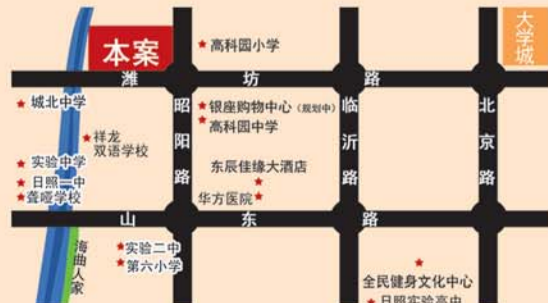 大学城
本案
高科园小学
潍坊路
城北中学
昭阳路
银座购物中心（规划中）
高科园中学
临沂路
北京路
祥龙
双语学校
实验中学
日照一中
聋哑学校
东辰佳缘大酒店
华方医院
山东路
海曲人家
实验二中
第六小学
全民健身文化中心
日照实验高中